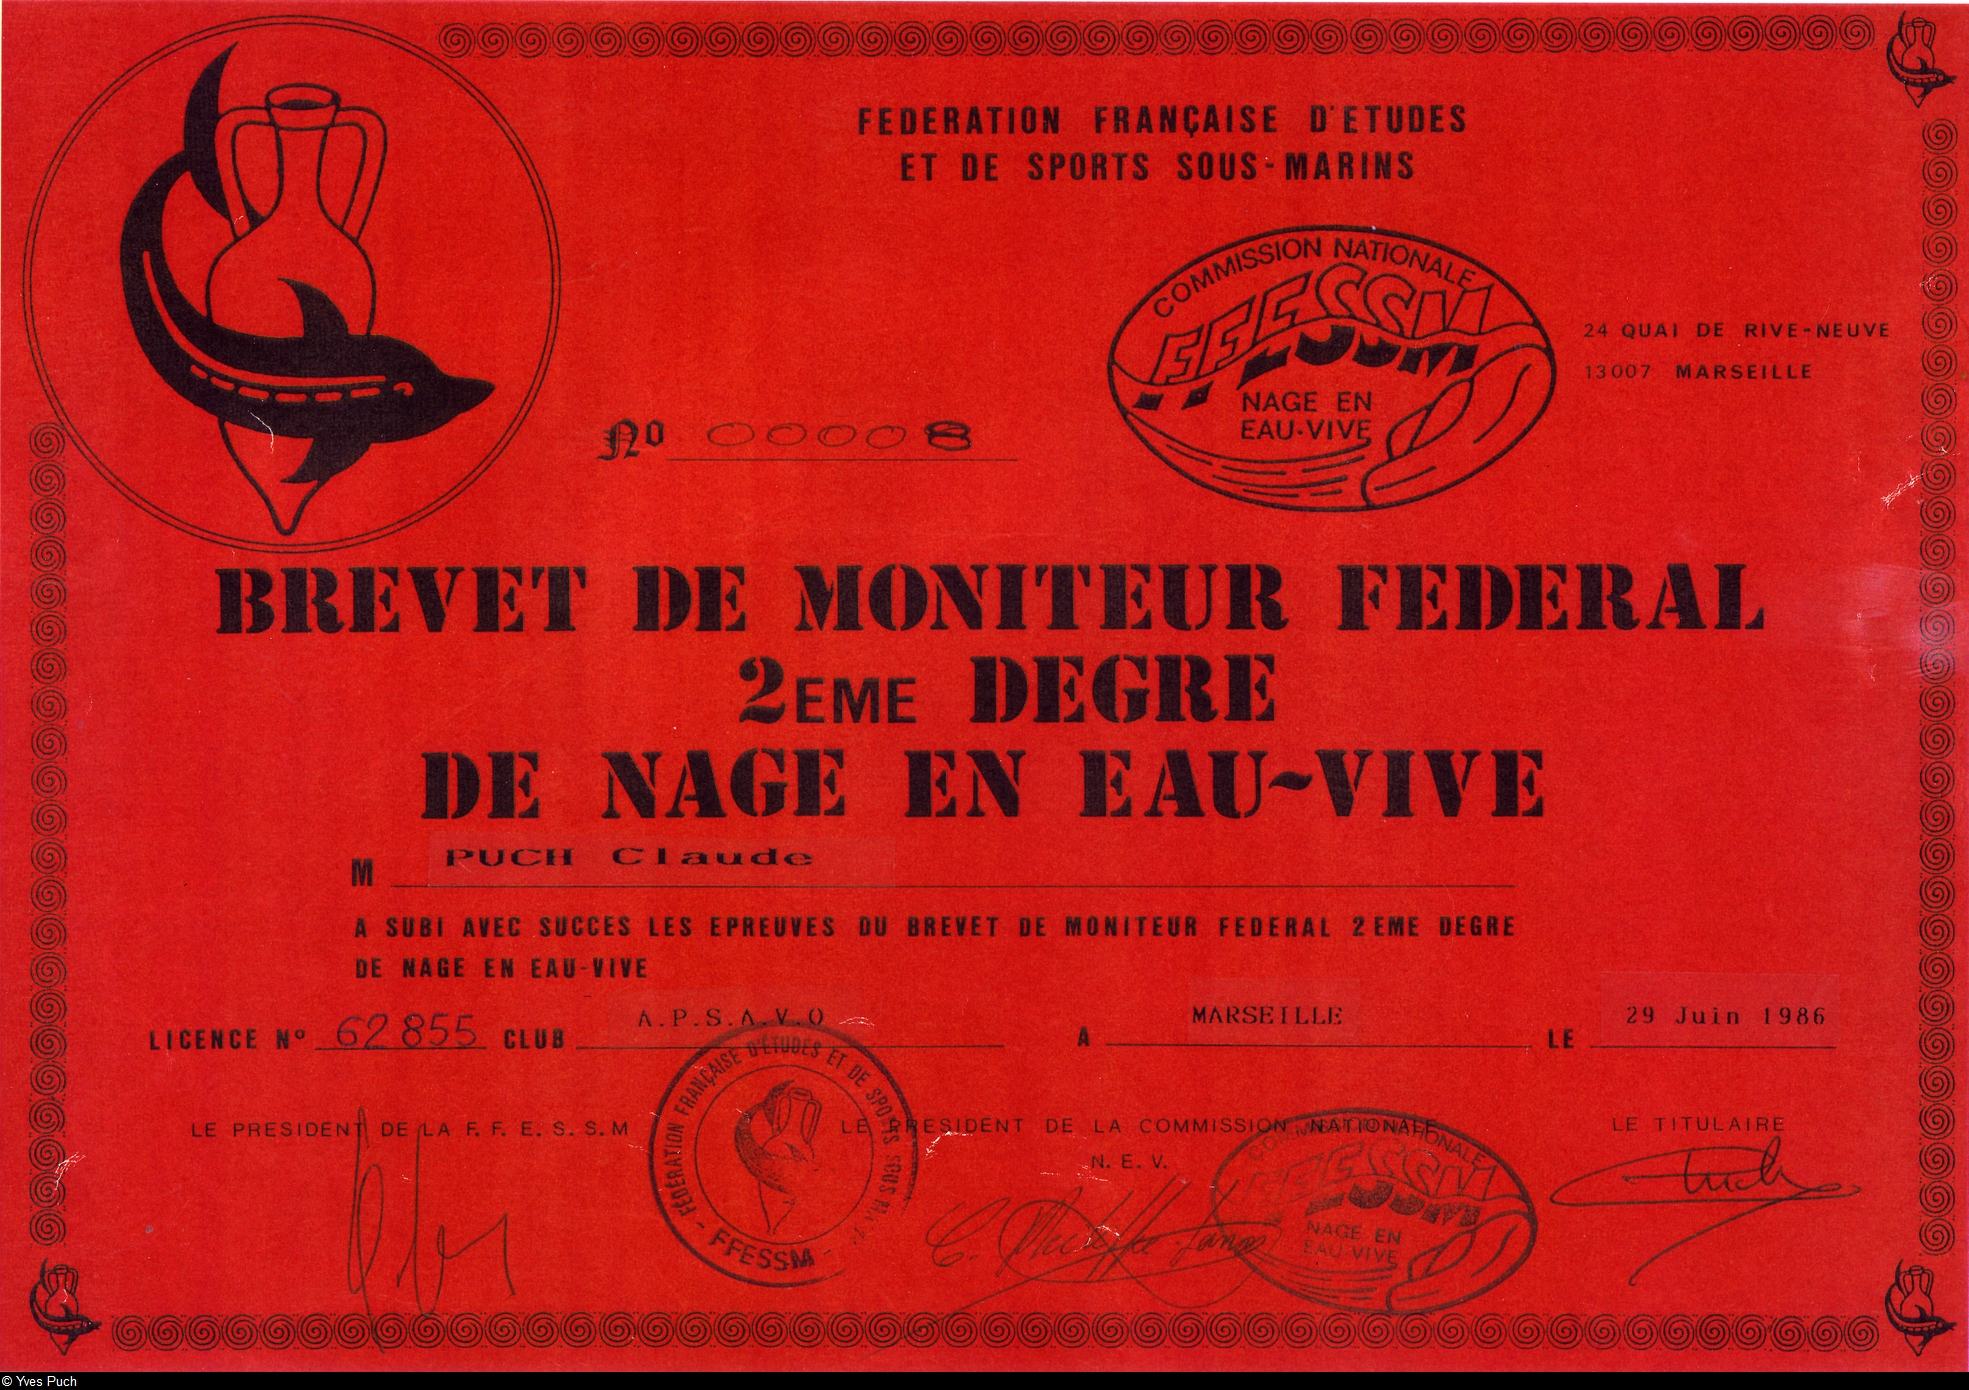 FEDERATION FRANÇAISE D'ETUDES
ET DE SPORTS SOUS-MARINS
COMMISSION NATIONALE
FFESSM
NAGE EN
EAU-VIVE
24 QUAI DE RIVE-NEUVE
13007 MARSEILLE
No 00008
BREVET DE MONITEUR FEDERAL
2EME DEGRE
DE NAGE EN EAU~VIVE
M PUCH Claude
A SUBI AVEC SUCCES LES EPREUVES DU BREVET DE MONITEUR FEDERAL 2EME DEGRE
DE NAGE EN EAU-VIVE
LICENCE No 62855 CLUB A.P.S.A.V.O A MARSEILLE LE 29 Juin 1986
LE PRESIDENT DE LA F. F. E. S. S. M
LE PRESIDENT DE LA COMMISSION NATIONALE
N. E. V.
LE TITULAIRE
FÉDÉRATION FRANÇAISE D'ÉTUDES ET DE SPORTS SOUS
- FFESSM -
COMMISSION NATIONALE
FFESSM
NAGE EN
EAU-VIVE
© Yves Puch